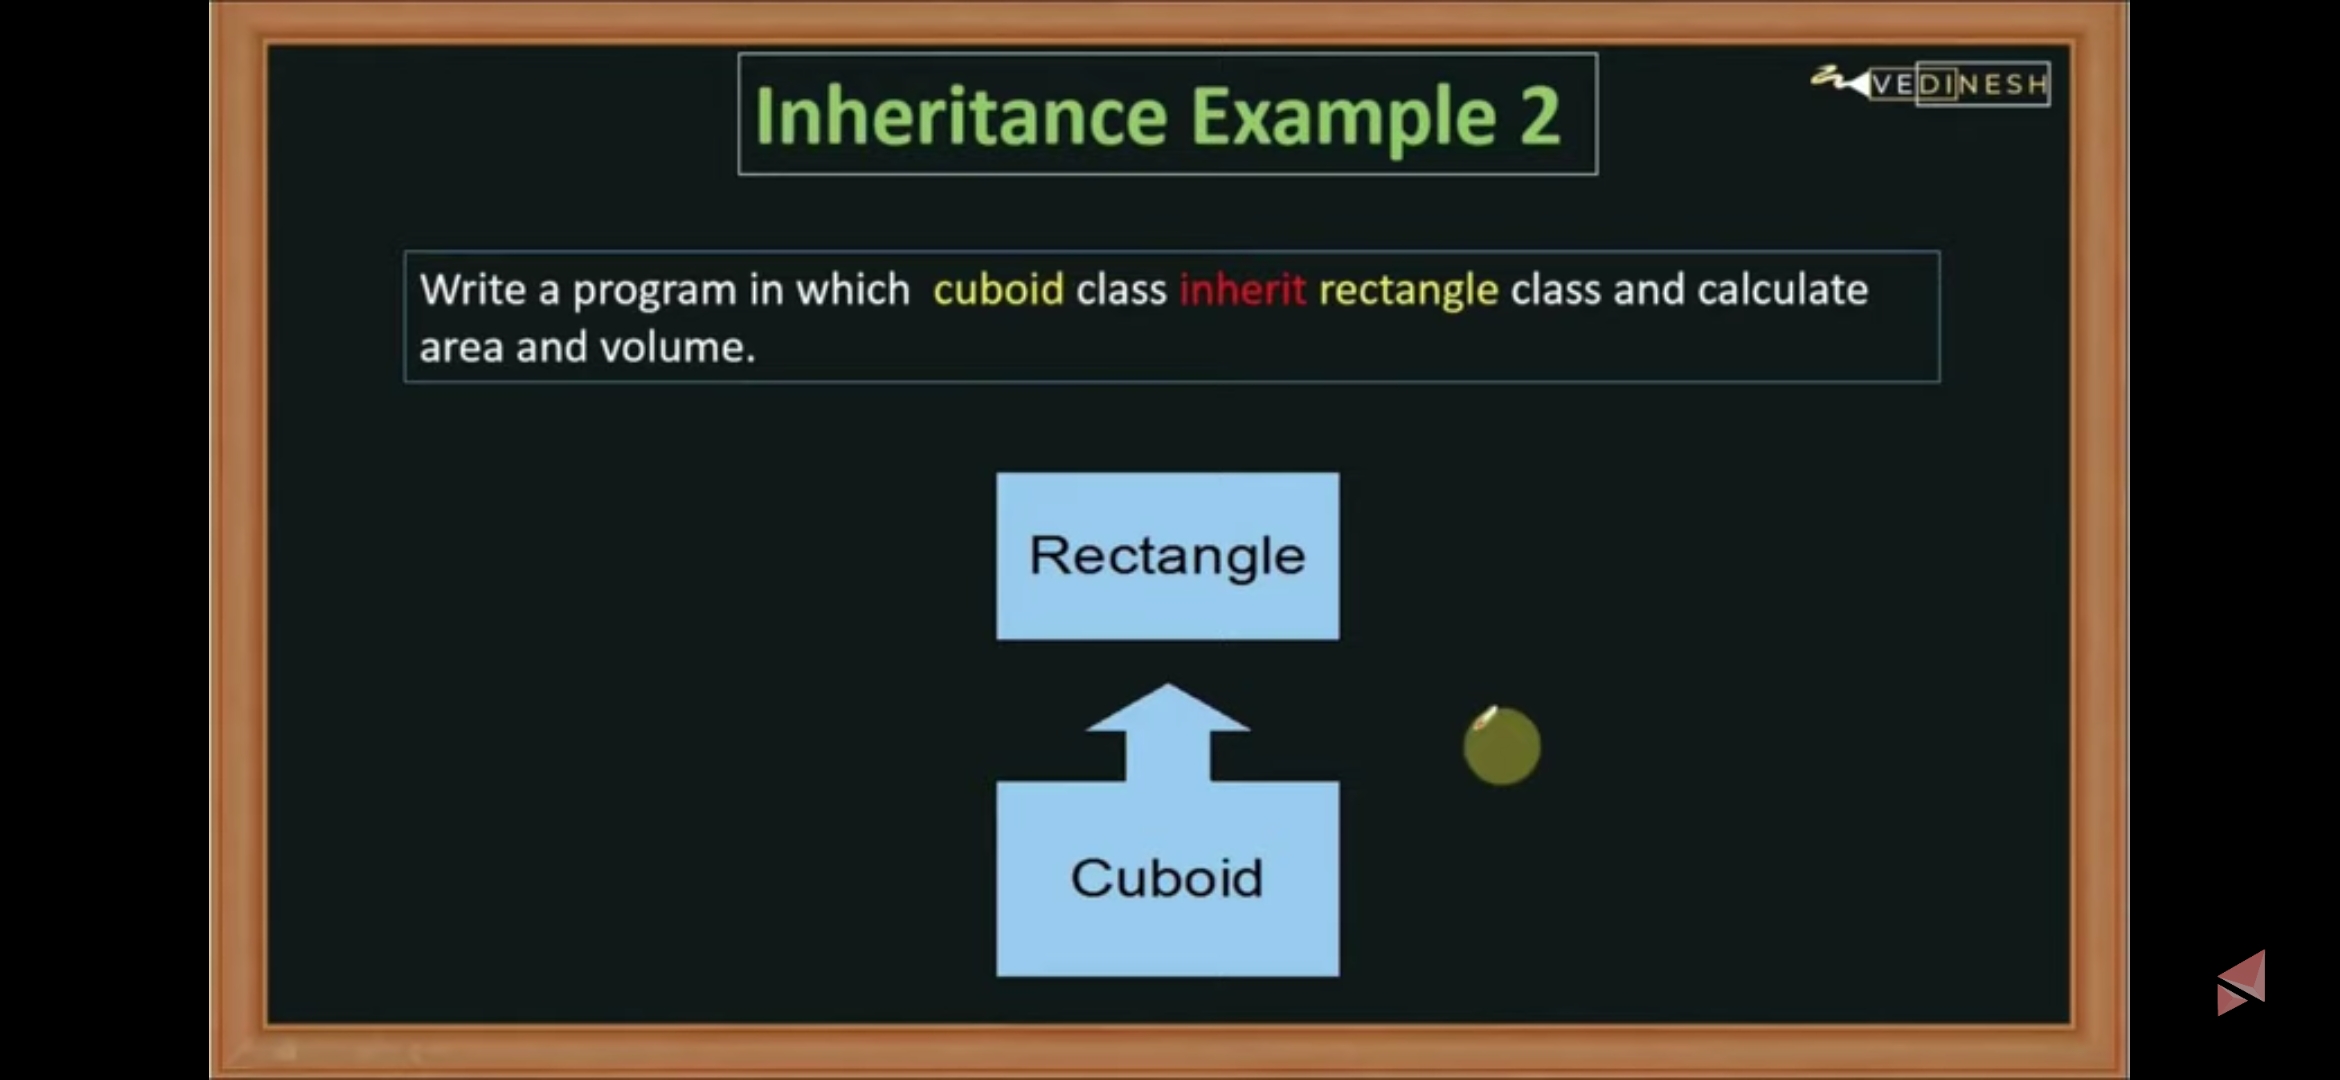 Inheritance Example 2
VEDINESH
Write a program in which cuboid class inherit rectangle class and calculate
area and volume.
Rectangle
Cuboid